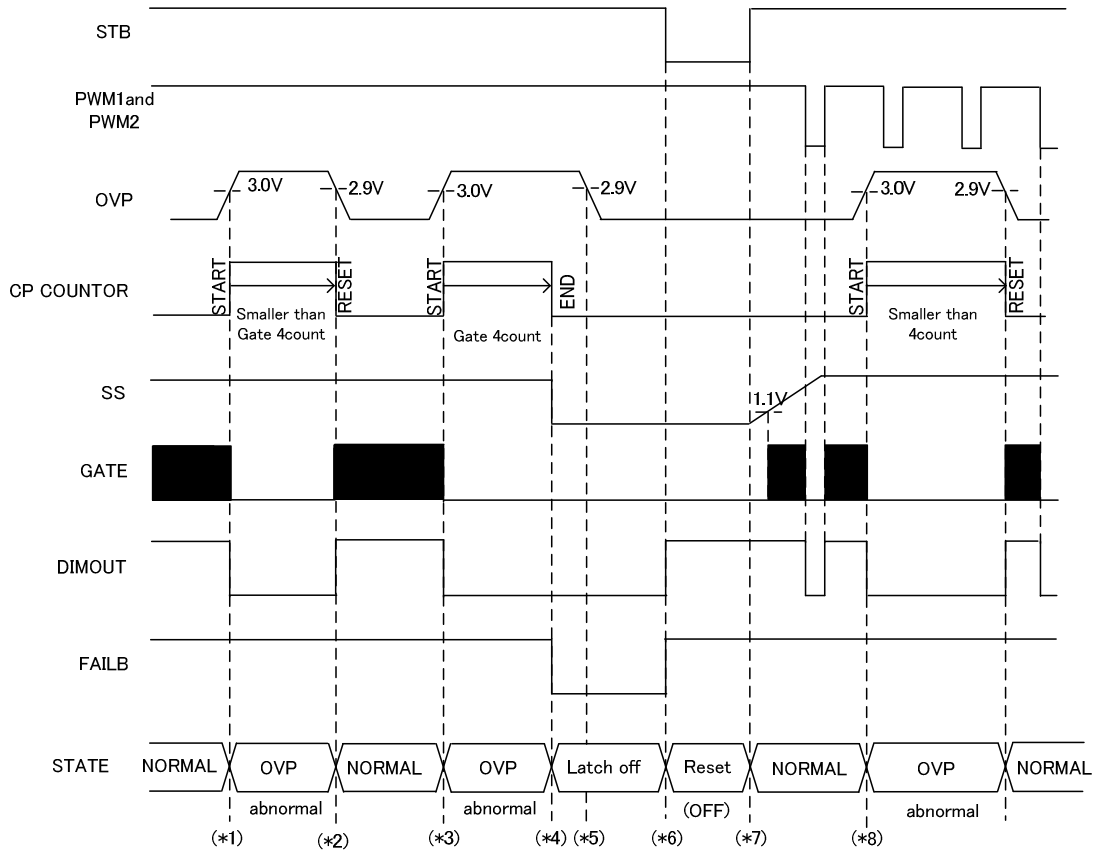 STB
PWM1and
PWM2
OVP
3.0V
2.9V
3.0V
2.9V
3.0V
2.9V
CP COUNTOR
START
RESET
START
END
START
RESET
Smaller than
Gate 4count
Gate 4count
Smaller than
4count
SS
1.1V
GATE
DIMOUT
FAILB
STATE
NORMAL
OVP
NORMAL
OVP
Latch off
Reset
NORMAL
OVP
NORMAL
abnormal
abnormal
(OFF)
abnormal
(*1)
(*2)
(*3)
(*4)
(*5)
(*6)
(*7)
(*8)